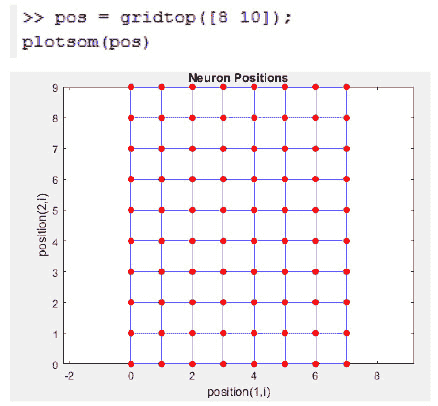 >> pos = gridtop([8 10]);
plotsom(pos)
Neuron Positions
9
8
7
6
5
4
3
2
1
0
position(2,i)
-2 0 2 4 6 8
position(1,i)